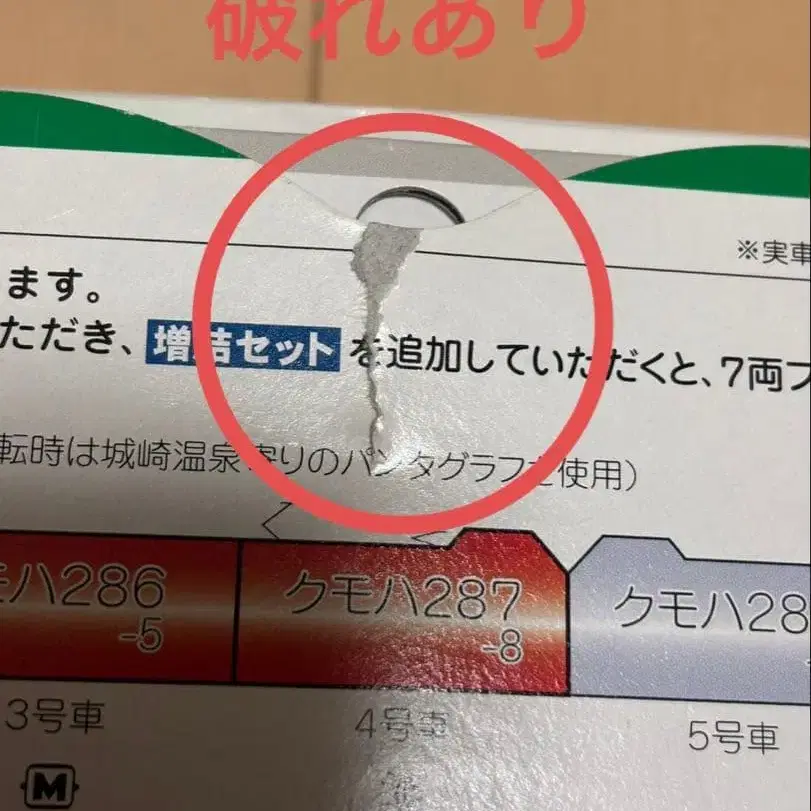 破れあり
※実車
ます。
ただき、増結セットを追加していただくと、7両フ
転時は城崎温泉寄りのパンタグラフを使用)
モハ286 クモハ287 クモハ28
-5 -8
3号車 4号車 5号車
M